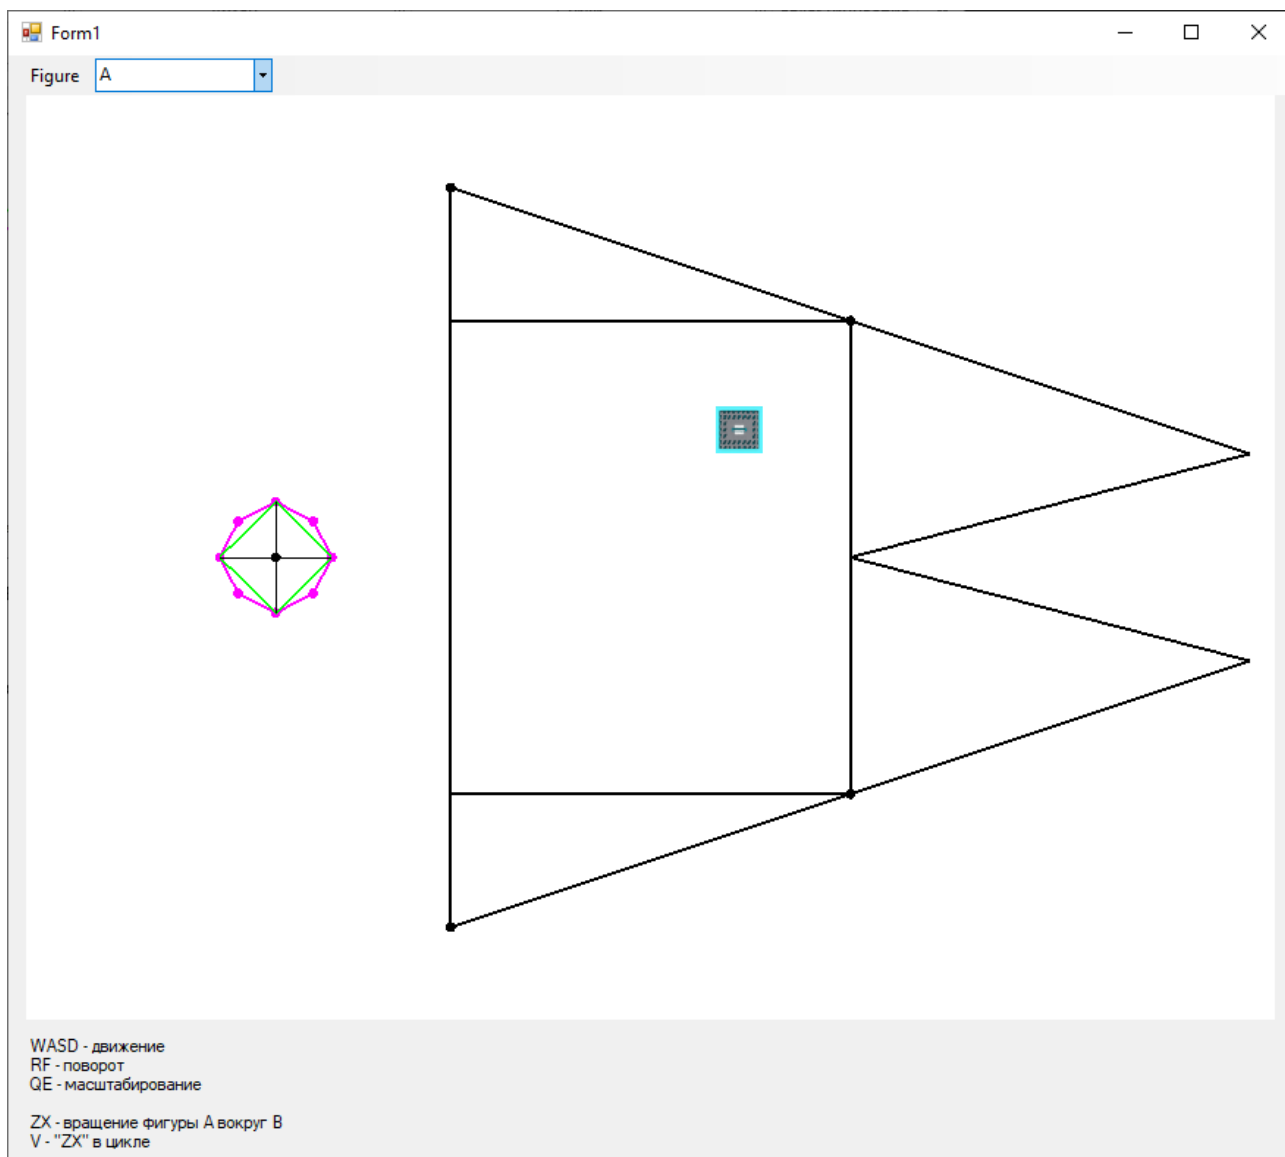 Form1
Figure A
WASD - движение
RF - поворот
QE - масштабирование
ZX - вращение фигуры A вокруг B
V - "ZX" в цикле